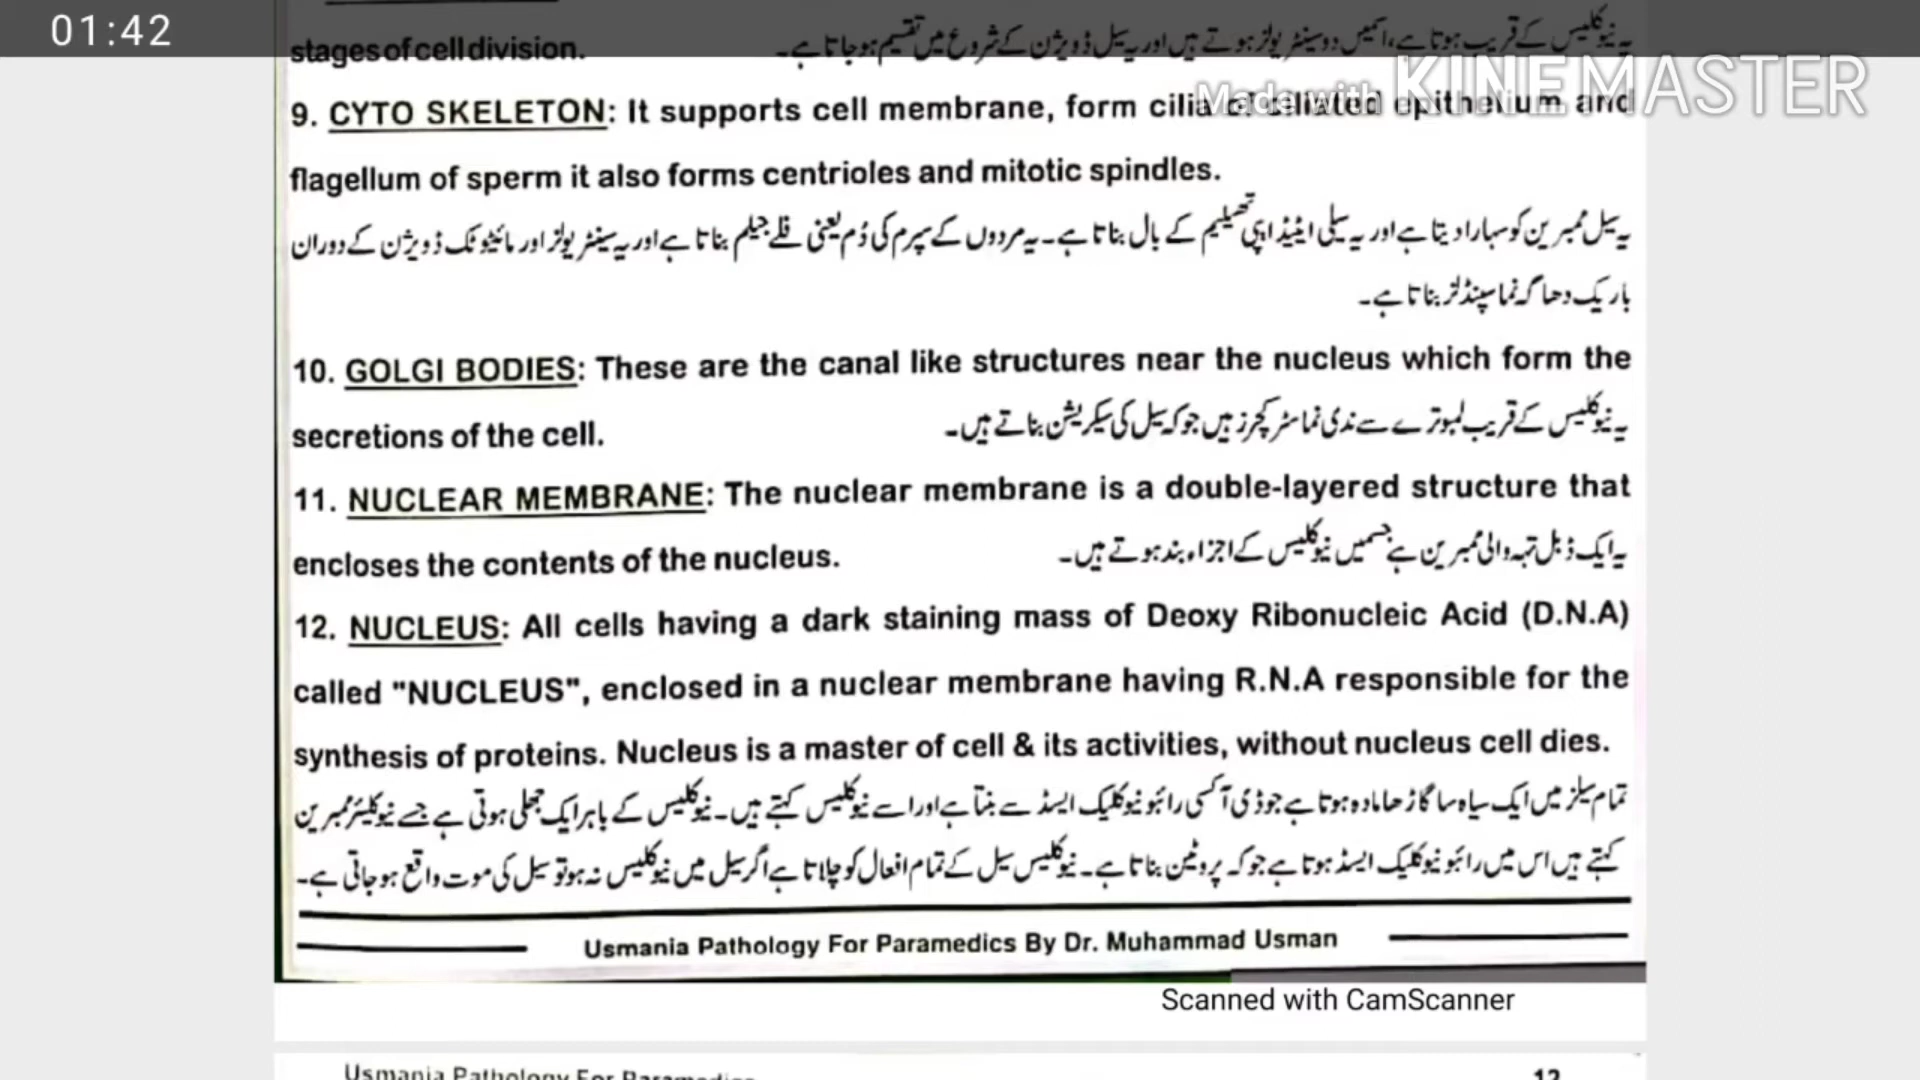 01:42
یہ نیوکلیس کے قریب ہوتا ہے، اسمیں دو سینٹریولز ہوتے ہیں اور یہ سیل ڈویژن کے شروع میں تقسیم ہو جاتا ہے۔
stages of cell division.
Made with KINEMASTER
9. CYTO SKELETON: It supports cell membrane, form cilia of ciliated epithelium and
flagellum of sperm it also forms centrioles and mitotic spindles.
یہ سیل ممبرین کو سہارا دیتا ہے اور یہ سیلی ایٹیڈ اپی تھیلیم کے بال بناتا ہے۔ یہ مردوں کے سپرم کی دُم یعنی فلے جیلم بناتا ہے اور یہ سینٹریولز اور مائیٹوٹک ڈویژن کے دوران
باریک دھاگہ نما سپنڈلز بناتا ہے۔
10. GOLGI BODIES: These are the canal like structures near the nucleus which form the
secretions of the cell.
یہ نیوکلیس کے قریب لمبوترے سے ندی نما سٹرکچرز ہیں جو کہ سیل کی سیکریشن بناتے ہیں۔
11. NUCLEAR MEMBRANE: The nuclear membrane is a double-layered structure that
encloses the contents of the nucleus.
یہ ایک ڈبل تہہ والی ممبرین ہے جسمیں نیوکلیس کے اجزاء بند ہوتے ہیں۔
12. NUCLEUS: All cells having a dark staining mass of Deoxy Ribonucleic Acid (D.N.A)
called "NUCLEUS", enclosed in a nuclear membrane having R.N.A responsible for the
synthesis of proteins. Nucleus is a master of cell & its activities, without nucleus cell dies.
تمام سیلز میں ایک سیاہ سا گاڑھا مادہ ہوتا ہے جو ڈی آکسی رائبو نیوکلیک ایسڈ سے بنتا ہے اور اسے نیوکلیس کہتے ہیں۔ نیوکلیس کے باہر ایک جھلی ہوتی ہے جسے نیوکلیئر ممبرین
کہتے ہیں اس میں رائبو نیوکلیک ایسڈ ہوتا ہے جو کہ پروٹین بناتا ہے۔ نیوکلیس سیل کے تمام افعال کو چلاتا ہے اگر سیل میں نیوکلیس نہ ہو تو سیل کی موت واقع ہو جاتی ہے۔
Usmania Pathology For Paramedics By Dr. Muhammad Usman
Scanned with CamScanner
Usmania Pathology For Paramedics
12